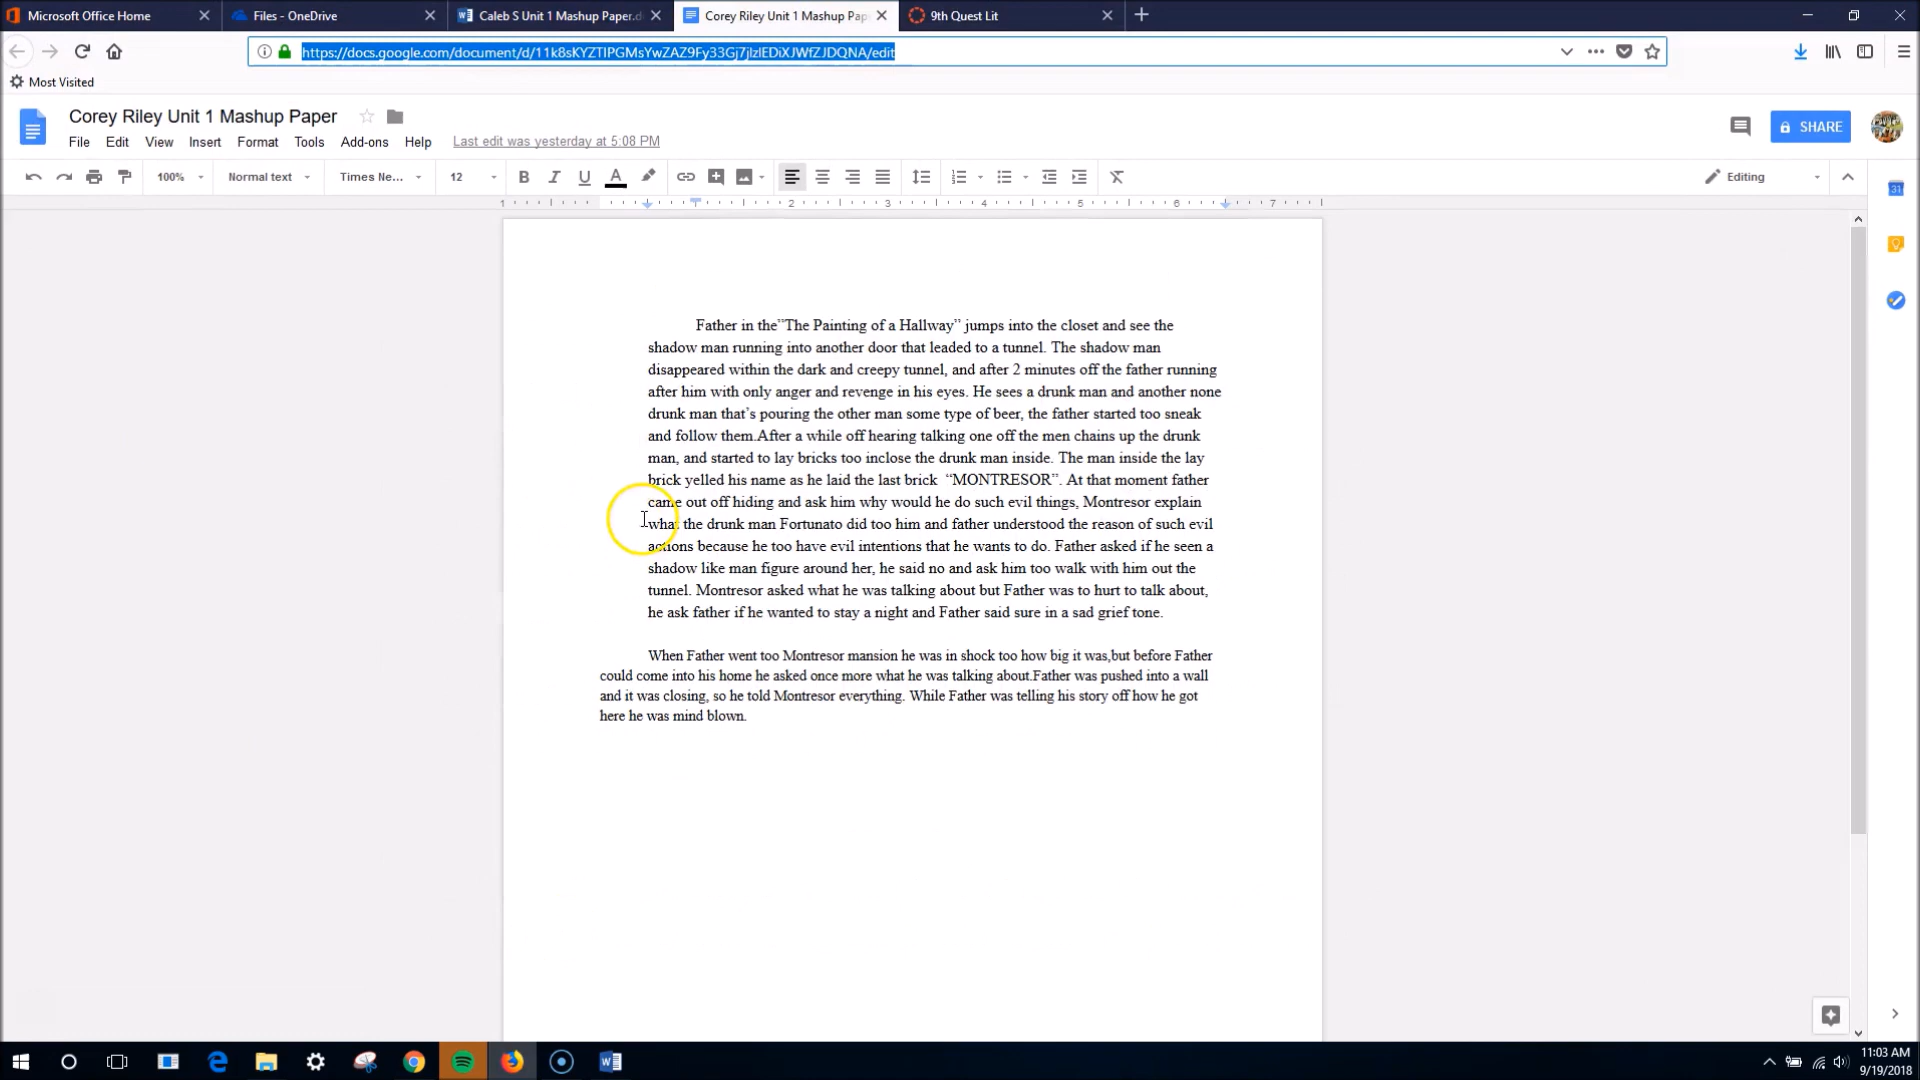 Microsoft Office Home
Files - OneDrive
Caleb S Unit 1 Mashup Paper.d
Corey Riley Unit 1 Mashup Pap
9th Quest Lit
https://docs.google.com/document/d/11k8sKYZTIPGMsYwZAZ9Fy33Gj7jlzlEDiXJWfZJDQNA/edit
Most Visited
Corey Riley Unit 1 Mashup Paper
SHARE
File Edit View Insert Format Tools Add-ons Help Last edit was yesterday at 5:08 PM
100% Normal text Times Ne... 12 B I U A Editing
1 2 3 4 5 6 7
31
Father in the"The Painting of a Hallway” jumps into the closet and see the
shadow man running into another door that leaded to a tunnel. The shadow man
disappeared within the dark and creepy tunnel, and after 2 minutes off the father running
after him with only anger and revenge in his eyes. He sees a drunk man and another none
drunk man that’s pouring the other man some type of beer, the father started too sneak
and follow them.After a while off hearing talking one off the men chains up the drunk
man, and started to lay bricks too inclose the drunk man inside. The man inside the lay
brick yelled his name as he laid the last brick “MONTRESOR”. At that moment father
came out off hiding and ask him why would he do such evil things, Montresor explain
what the drunk man Fortunato did too him and father understood the reason of such evil
actions because he too have evil intentions that he wants to do. Father asked if he seen a
shadow like man figure around her, he said no and ask him too walk with him out the
tunnel. Montresor asked what he was talking about but Father was to hurt to talk about,
he ask father if he wanted to stay a night and Father said sure in a sad grief tone.
When Father went too Montresor mansion he was in shock too how big it was,but before Father
could come into his home he asked once more what he was talking about.Father was pushed into a wall
and it was closing, so he told Montresor everything. While Father was telling his story off how he got
here he was mind blown.
11:03 AM
9/19/2018